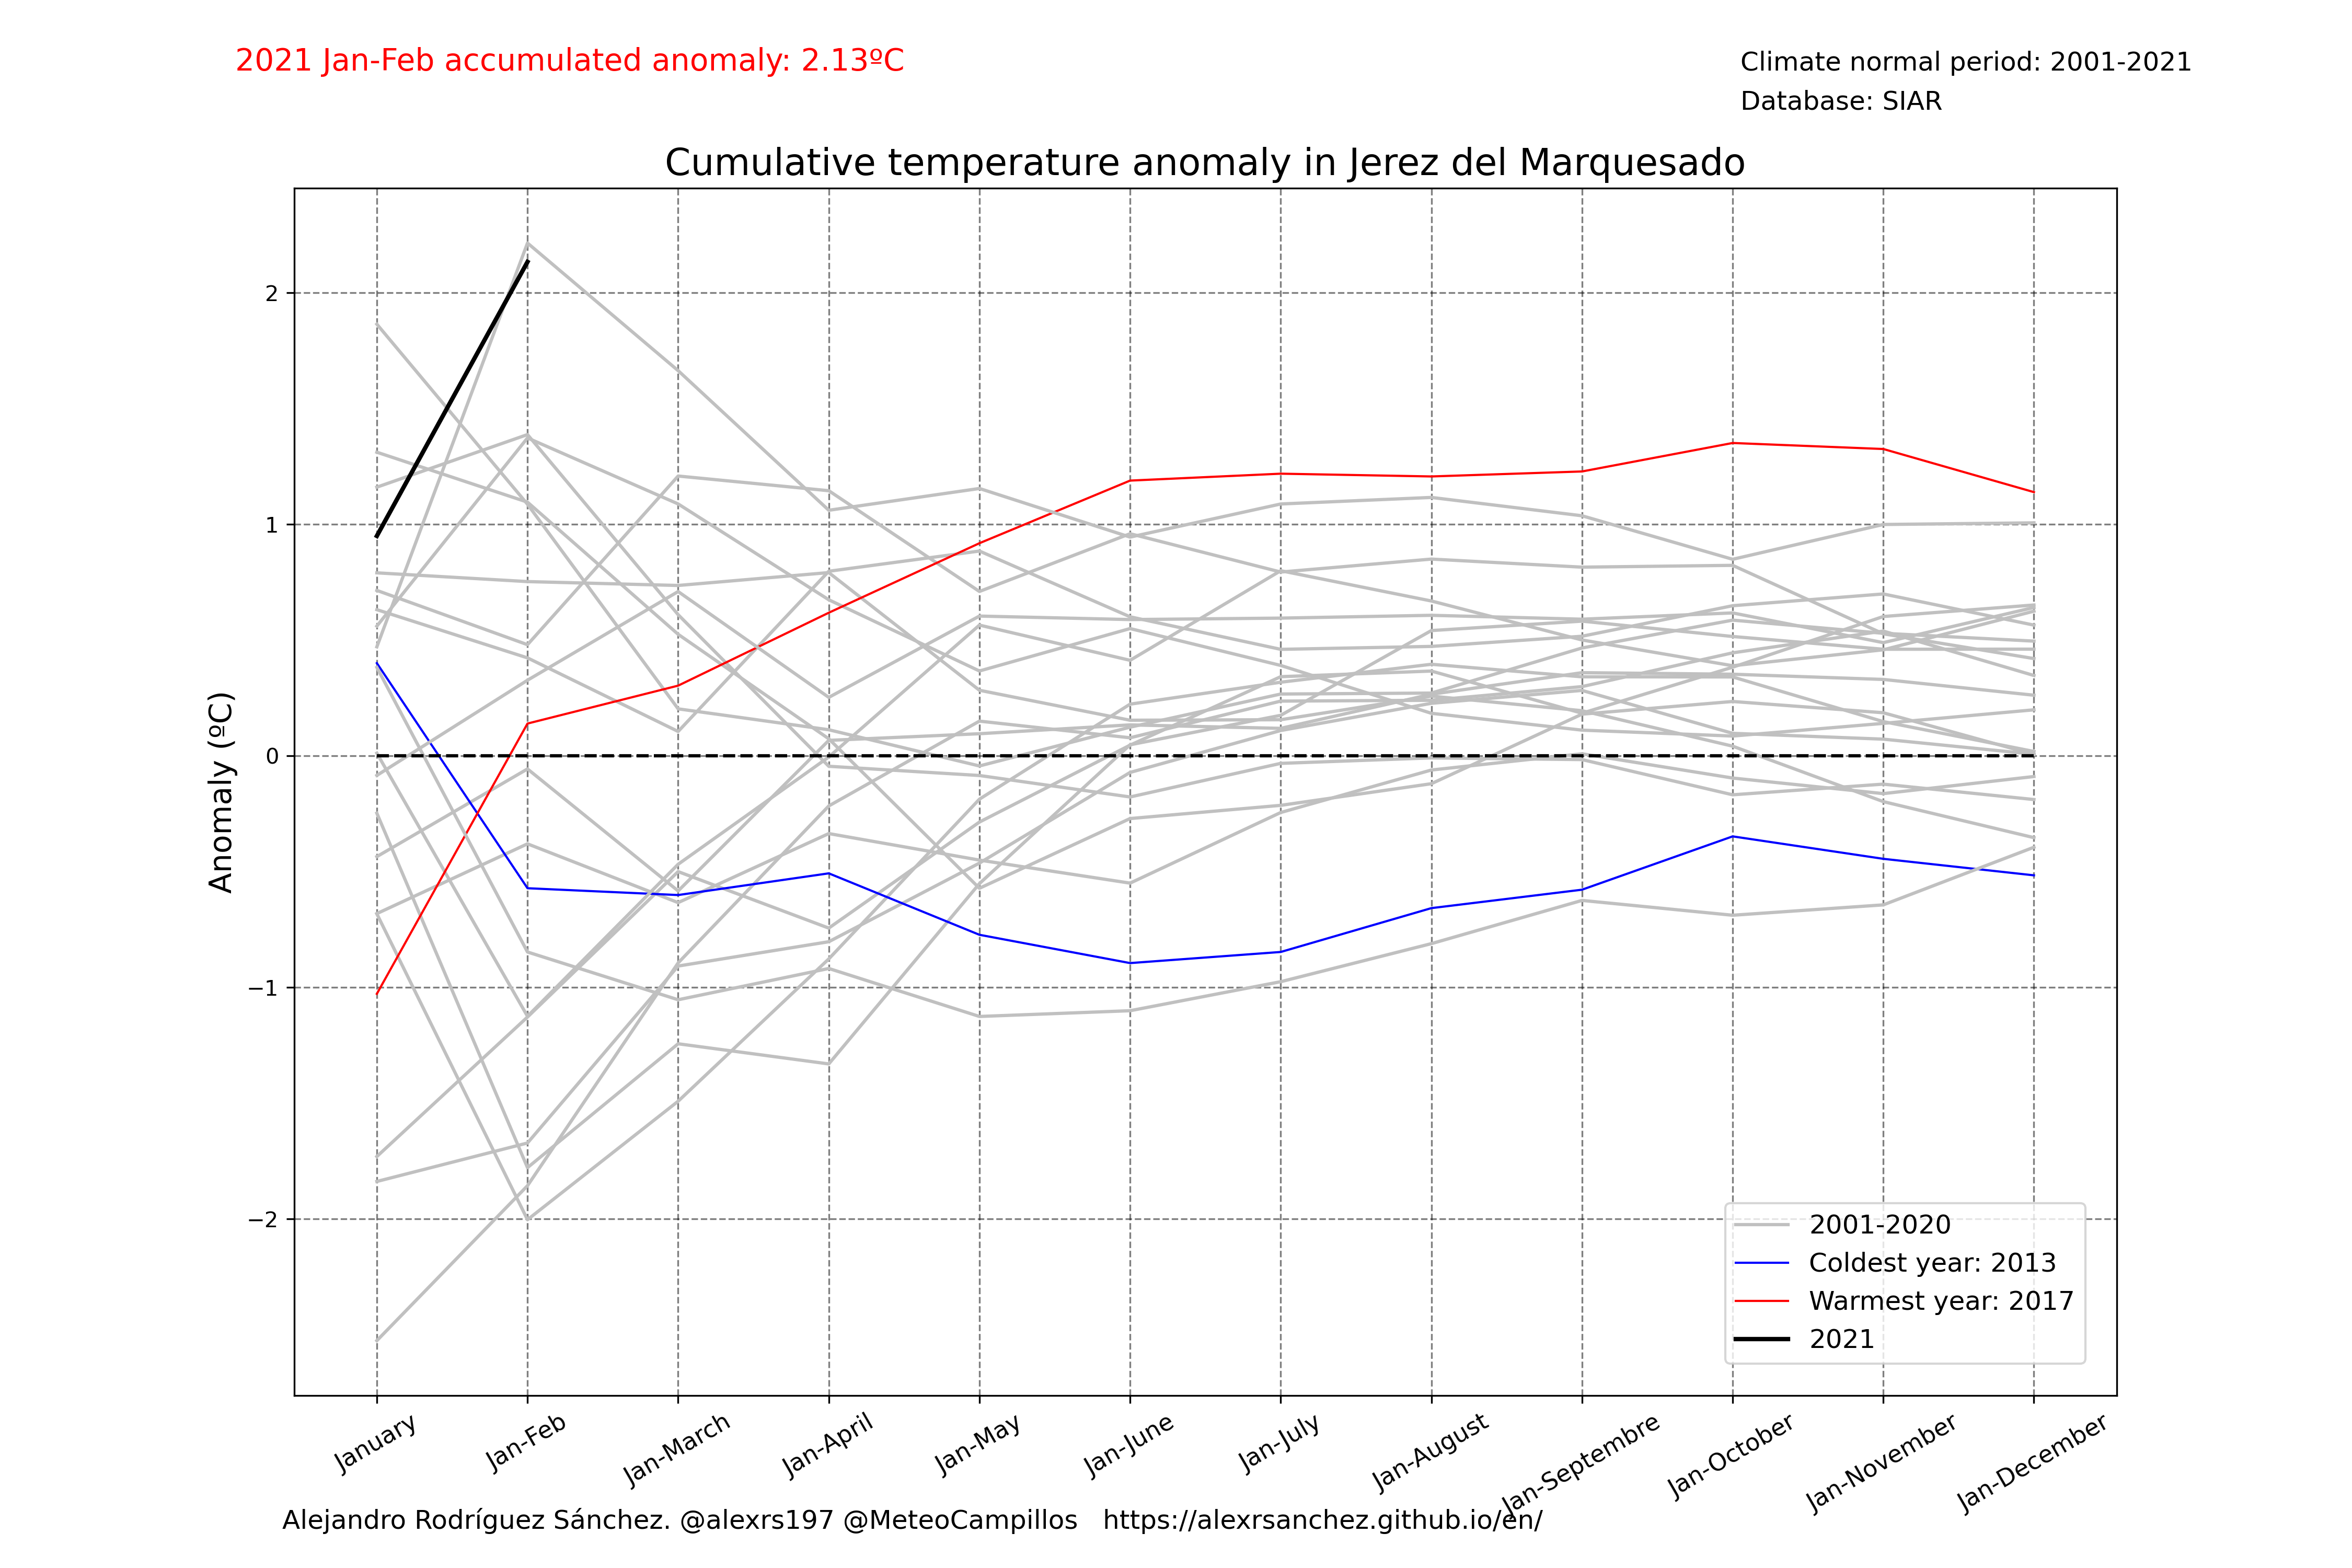 2021 Jan-Feb accumulated anomaly: 2.13ºC
Climate normal period: 2001-2021
Database: SIAR
Cumulative temperature anomaly in Jerez del Marquesado
Anomaly (ºC)
2
1
0
−1
−2
2001-2020
Coldest year: 2013
Warmest year: 2017
2021
January
Jan-Feb
Jan-March
Jan-April
Jan-May
Jan-June
Jan-July
Jan-August
Jan-Septembre
Jan-October
Jan-November
Jan-December
Alejandro Rodríguez Sánchez. @alexrs197 @MeteoCampillos   https://alexrsanchez.github.io/en/